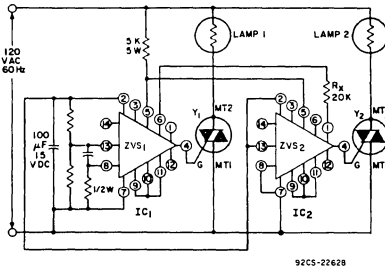 120
VAC
60Hz
5 K
5 W
LAMP 1
LAMP 2
RX
20K
MT2
MT
Y1
Y2
100
µF
15
VDC
1/2W
ZVS1
ZVS2
G
MT1
G
MT
IC1
IC2
2
3
5
6
1
14
13
8
4
7
9
10
11
12
2
3
5
6
1
14
13
8
4
7
9
10
11
12
92CS-22628